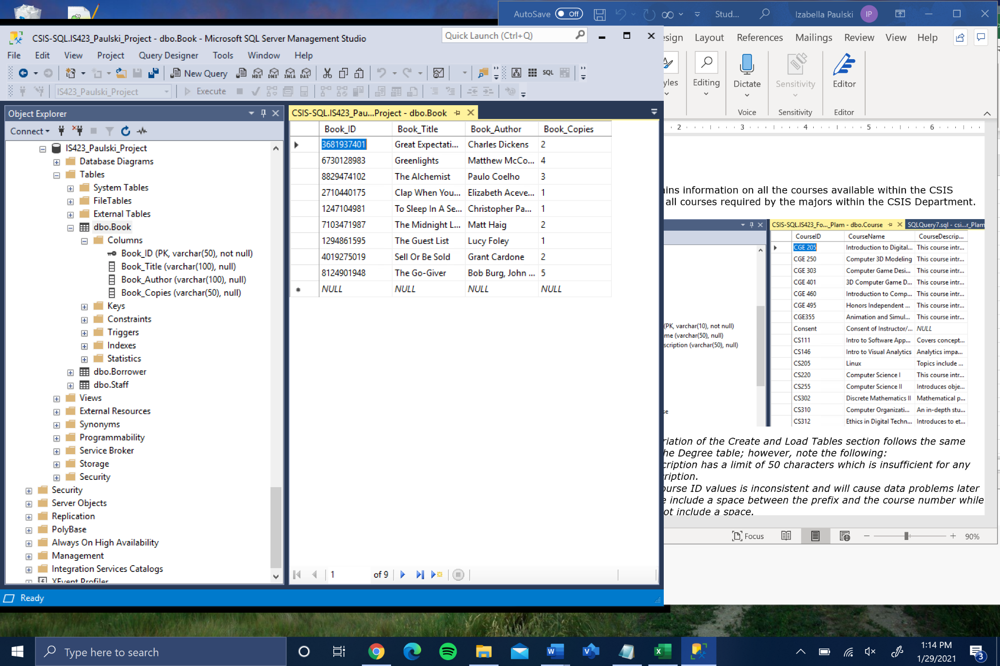 AutoSave Off Stud... Izabella Paulski IP
CSIS-SQL.IS423_Paulski_Project - dbo.Book - Microsoft SQL Server Management Studio
Quick Launch (Ctrl+Q)
File Edit View Project Query Designer Tools Window Help
New Query MDX DMX XMLA DAX SQL
IS423_Paulski_Project Execute
sign Layout References Mailings Review View Help
yles Editing Dictate Sensitivity Editor
Voice Sensitivity Editor
2 3 4 5 6
Object Explorer
Connect
IS423_Paulski_Project
Database Diagrams
Tables
System Tables
FileTables
External Tables
dbo.Book
Columns
Book_ID (PK, varchar(50), not null)
Book_Title (varchar(100), null)
Book_Author (varchar(100), null)
Book_Copies (varchar(50), null)
Keys
Constraints
Triggers
Indexes
Statistics
dbo.Borrower
dbo.Staff
Views
External Resources
Synonyms
Programmability
Service Broker
Storage
Security
Security
Server Objects
Replication
PolyBase
Always On High Availability
Management
Integration Services Catalogs
XEvent Profiler
CSIS-SQL.IS423_Pau...Project - dbo.Book
Book_ID Book_Title Book_Author Book_Copies
3681937401 Great Expectati... Charles Dickens 2
6730128983 Greenlights Matthew McCo... 4
8829474102 The Alchemist Paulo Coelho 3
2710440175 Clap When You... Elizabeth Aceve... 1
1247104981 To Sleep In A Se... Christopher Pa... 1
7103471987 The Midnight L... Matt Haig 2
1294861595 The Guest List Lucy Foley 1
4019275019 Sell Or Be Sold Grant Cardone 2
8124901948 The Go-Giver Bob Burg, John ... 5
NULL NULL NULL NULL
1 of 9
Ready
ins information on all the courses available within the CSIS
all courses required by the majors within the CSIS Department.
CSIS-SQL.IS423_Fo..._Plam - dbo.Course SQLQuery7.sql - csi...r_Plam
CourseID CourseName CourseDescrip...
CGE 205 Introduction to Digital... This course intr...
CGE 250 Computer 3D Modeling This course intr...
CGE 303 Computer Game Desi... This course intr...
CGE 401 3D Computer Game D... This course intr...
CGE 460 Introduction to Comp... This course intr...
CGE 495 Honors Independent ... This course intr...
CGE355 Animation and Simul... This course intr...
Consent Consent of Instructor/... NULL
CS111 Intro to Software App... Covers concept...
CS146 Intro to Visual Analytics Analytics impa...
CS205 Linux Topics include ...
CS220 Computer Science I This course intr...
CS255 Computer Science II Introduces obje...
CS302 Discrete Mathematics II Mathematical p...
CS310 Computer Organizati... An in-depth stu...
CS312 Ethics in Digital Techn... Introduces to et...
(PK, varchar(10), not null)
me (varchar(50), null)
scription (varchar(50), null)
se
riation of the Create and Load Tables section follows the same
he Degree table; however, note the following:
cription has a limit of 50 characters which is insufficient for any
ription.
ourse ID values is inconsistent and will cause data problems later
e include a space between the prefix and the course number while
ot include a space.
Focus 90%
Type here to search
1:14 PM
1/29/2021
3